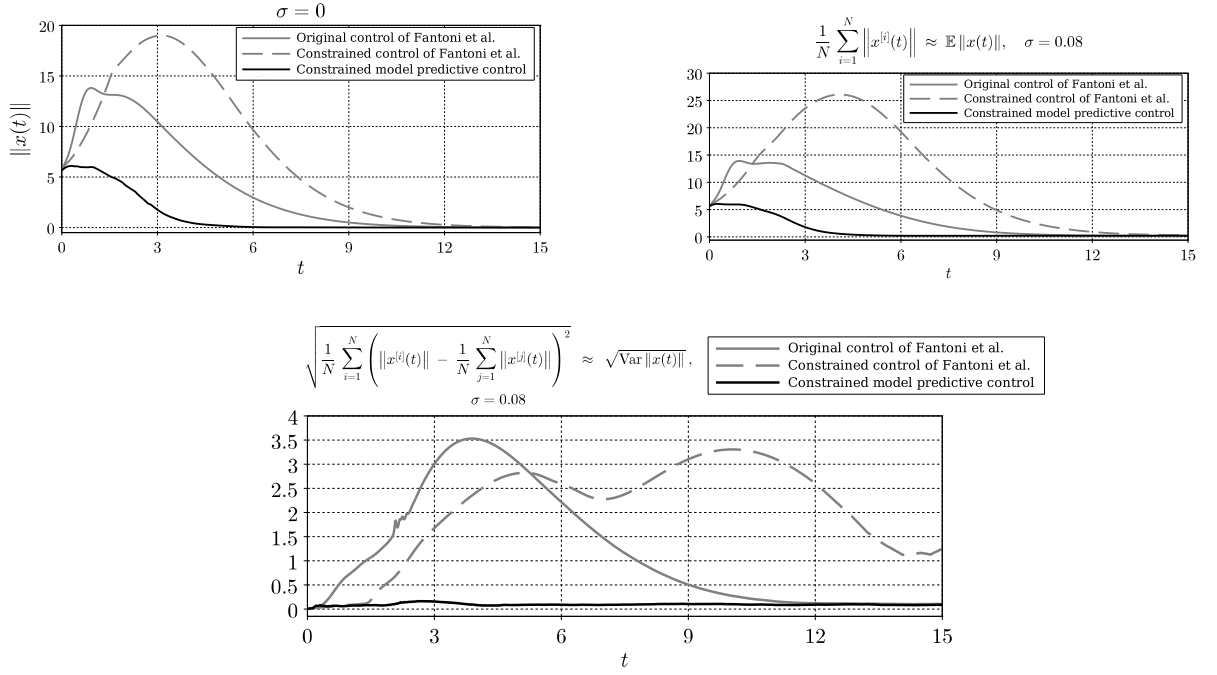 σ = 0
20
15
10
5
0
‖x(t)‖
Original control of Fantoni et al.
Constrained control of Fantoni et al.
Constrained model predictive control
0 3 6 9 12 15
t
1/N ∑_{i=1}^{N} ‖x^{[i]}(t)‖ ≈ 𝔼 ‖x(t)‖, σ = 0.08
30
25
20
15
10
5
0
Original control of Fantoni et al.
Constrained control of Fantoni et al.
Constrained model predictive control
0 3 6 9 12 15
t
√(1/N ∑_{i=1}^{N} (‖x^{[i]}(t)‖ − 1/N ∑_{j=1}^{N} ‖x^{[j]}(t)‖)^2) ≈ √(Var ‖x(t)‖),
σ = 0.08
Original control of Fantoni et al.
Constrained control of Fantoni et al.
Constrained model predictive control
4
3.5
3
2.5
2
1.5
1
0.5
0
0 3 6 9 12 15
t